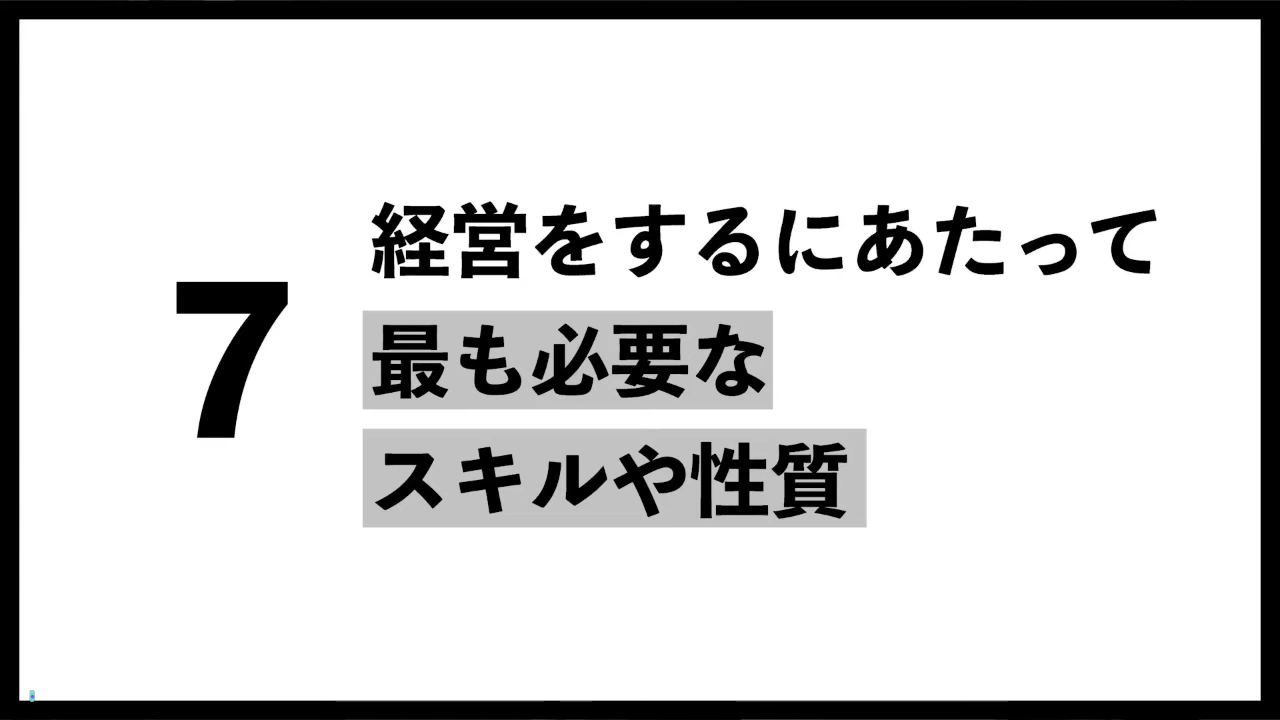 7
経営をするにあたって
最も必要な
スキルや性質